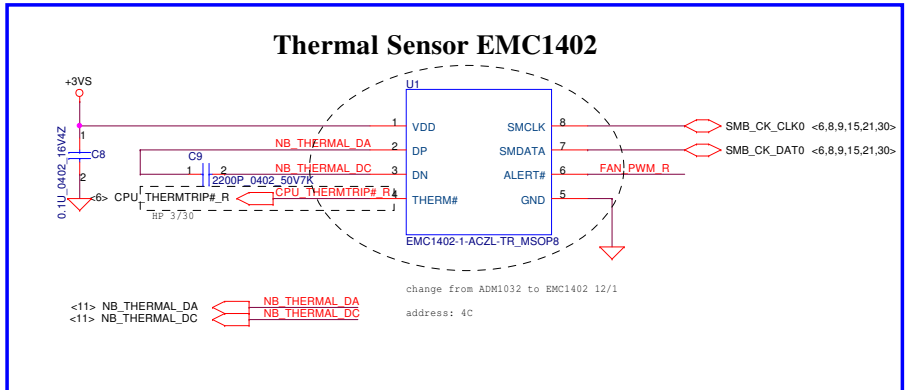 Thermal Sensor EMC1402
+3VS
U1
1 VDD SMCLK 8 SMB_CK_CLK0 <6,8,9,15,21,30>
NB_THERMAL_DA 2 DP SMDATA 7 SMB_CK_DAT0 <6,8,9,15,21,30>
1 C8 2
0.1U_0402_16V4Z
C9
1 2 NB_THERMAL_DC 3 DN ALERT# 6 FAN_PWM_R
2200P_0402_50V7K
<6> CPU_THERMTRIP#_R CPU_THERMTRIP#_R 4 THERM# GND 5
HP 3/30
EMC1402-1-ACZL-TR_MSOP8
change from ADM1032 to EMC1402 12/1
address: 4C
<11> NB_THERMAL_DA NB_THERMAL_DA
<11> NB_THERMAL_DC NB_THERMAL_DC